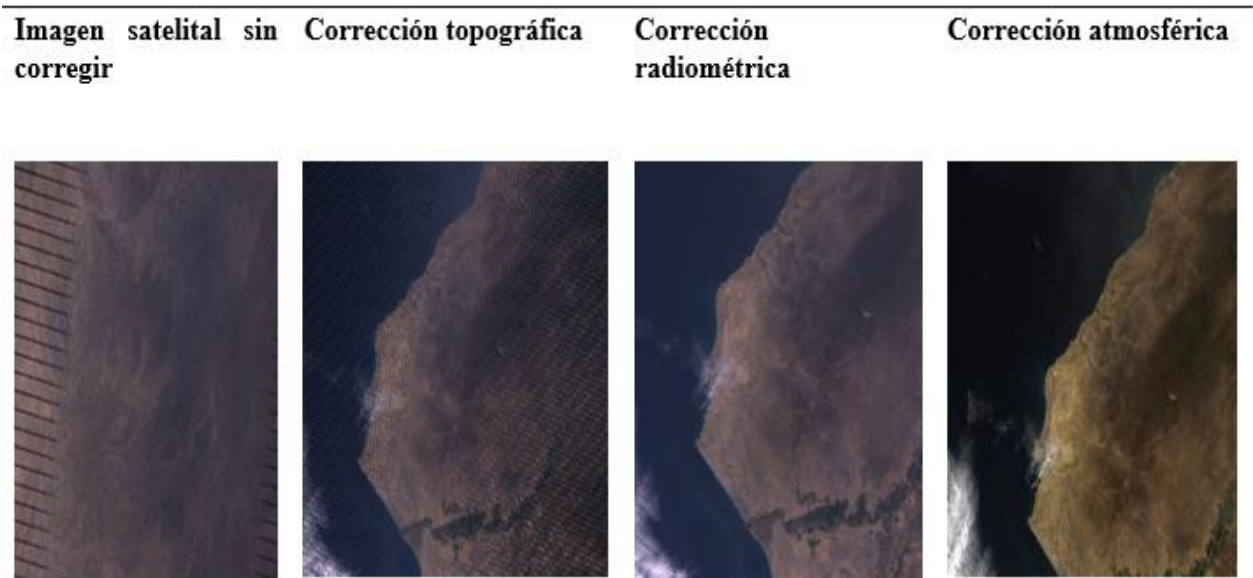 Imagen satelital sin
corregir
Corrección topográfica
Corrección
radiométrica
Corrección atmosférica